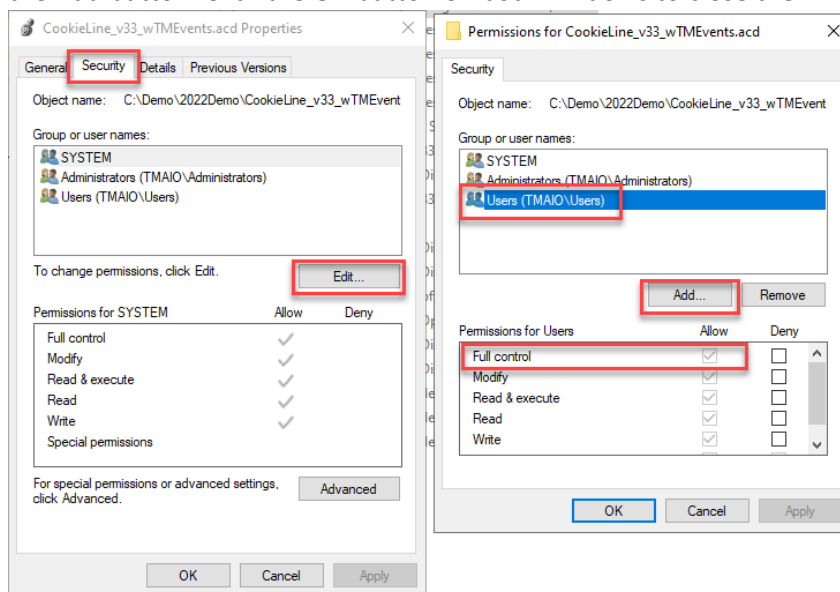 CookieLine_v33_wTMEvents.acd Properties
General Security Details Previous Versions
Object name: C:\Demo\2022Demo\CookieLine_v33_wTMEvent
Group or user names:
SYSTEM
Administrators (TMAIO\Administrators)
Users (TMAIO\Users)
To change permissions, click Edit.
Edit...
Permissions for SYSTEM Allow Deny
Full control
Modify
Read & execute
Read
Write
Special permissions
For special permissions or advanced settings,
click Advanced.
Advanced
OK Cancel Apply
Permissions for CookieLine_v33_wTMEvents.acd
Security
Object name: C:\Demo\2022Demo\CookieLine_v33_wTMEvent
Group or user names:
SYSTEM
Administrators (TMAIO\Administrators)
Users (TMAIO\Users)
Add... Remove
Permissions for Users Allow Deny
Full control
Modify
Read & execute
Read
Write
OK Cancel Apply